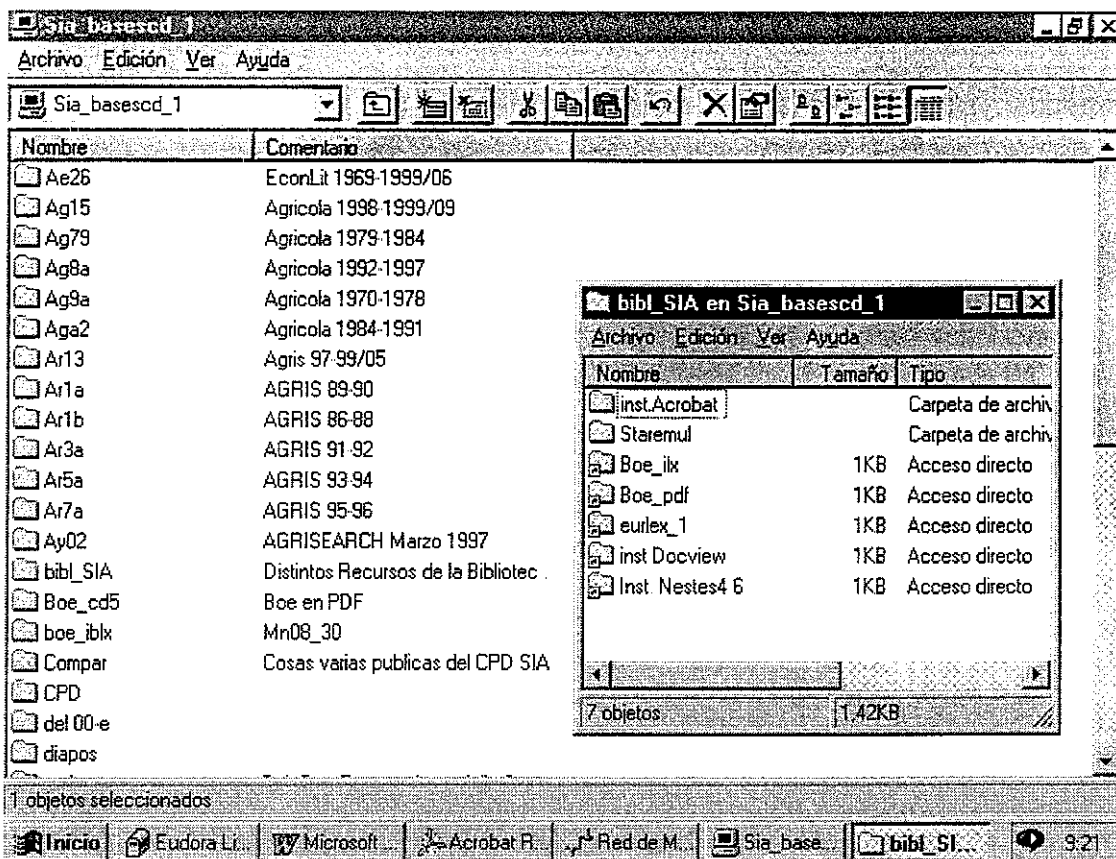 Sia_basescd_1
Archivo Edición Ver Ayuda
Sia_basescd_1
Nombre Comentario
Ae26 EconLit 1969-1999/06
Ag15 Agricola 1998-1999/09
Ag79 Agricola 1979-1984
Ag8a Agricola 1992-1997
Ag9a Agricola 1970-1978
Aga2 Agricola 1984-1991
Ar13 Agris 97-99/05
Ar1a AGRIS 89-90
Ar1b AGRIS 86-88
Ar3a AGRIS 91-92
Ar5a AGRIS 93-94
Ar7a AGRIS 95-96
Ay02 AGRISEARCH Marzo 1997
bibl_SIA Distintos Recursos de la Bibliotec .
Boe_cd5 Boe en PDF
boe_iblx Mn08_30
Compar Cosas varias publicas del CPD SIA
CPD
del 00-e
diapos
1 objetos seleccionados
bibl_SIA en Sia_basescd_1
Archivo Edición Ver Ayuda
Nombre Tamaño Tipo
inst.Acrobat Carpeta de archiv
Staremul Carpeta de archiv
Boe_ilx 1KB Acceso directo
Boe_pdf 1KB Acceso directo
eurlex_1 1KB Acceso directo
inst Docview 1KB Acceso directo
Inst. Nestes4 6 1KB Acceso directo
7 objetos 1,42KB
Inicio Eudora Li... Microsoft ... Acrobat R... Red de M... Sia_base... bibl_SI... 9:21